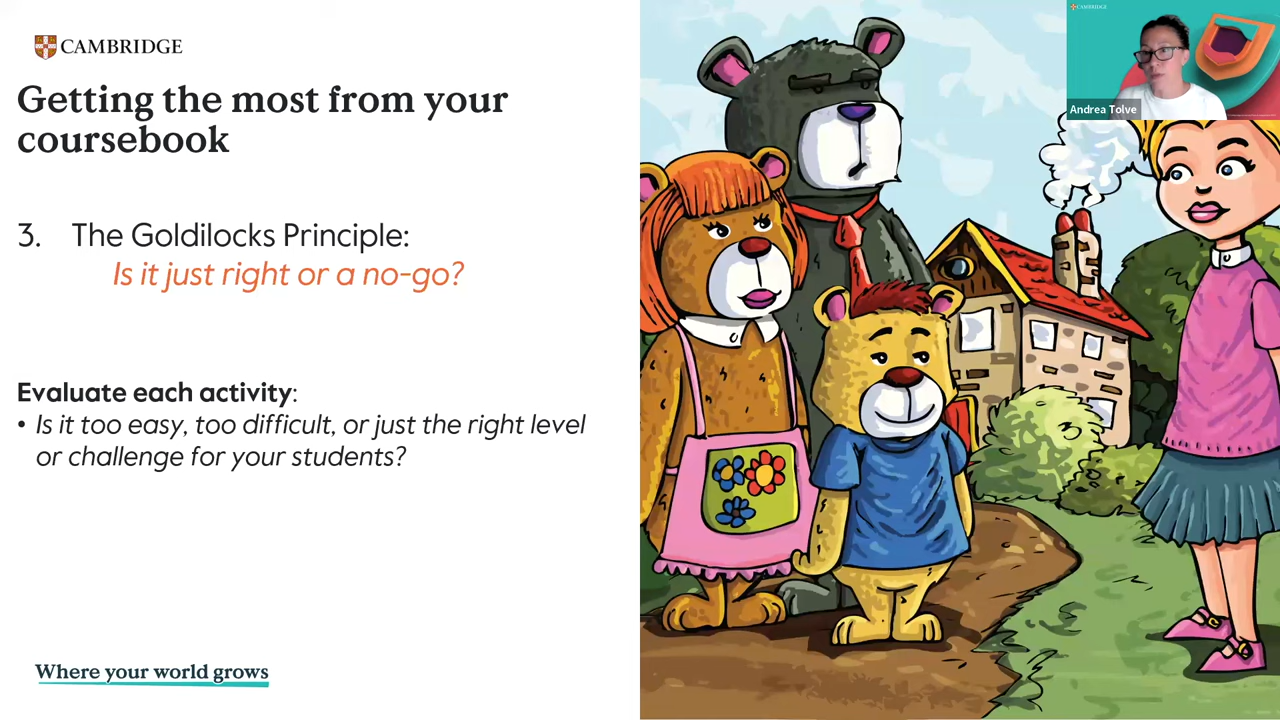 CAMBRIDGE
Getting the most from your
coursebook
3. The Goldilocks Principle:
Is it just right or a no-go?
Evaluate each activity:
• Is it too easy, too difficult, or just the right level
or challenge for your students?
Where your world grows
CAMBRIDGE
Andrea Tolve